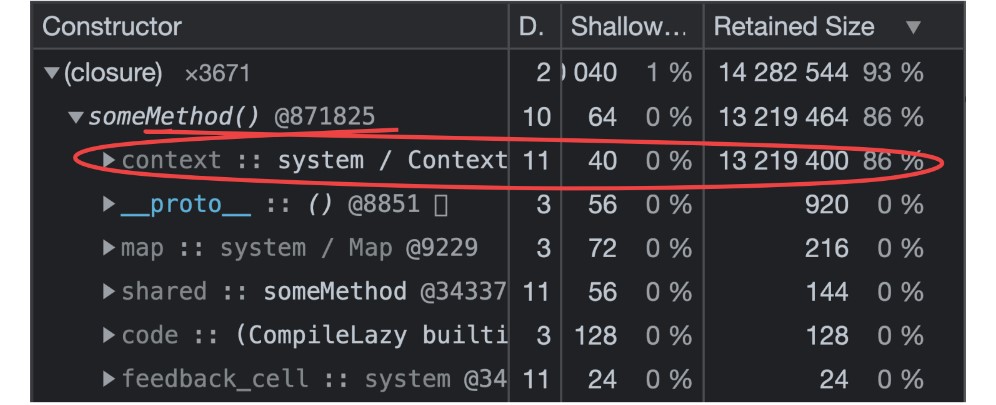 Constructor D. Shallow... Retained Size ▼
▼(closure) ×3671 2 040 1 % 14 282 544 93 %
▼someMethod() @871825 10 64 0 % 13 219 464 86 %
▶context :: system / Context 11 40 0 % 13 219 400 86 %
▶__proto__ :: () @8851 3 56 0 % 920 0 %
▶map :: system / Map @9229 3 72 0 % 216 0 %
▶shared :: someMethod @34337 11 56 0 % 144 0 %
▶code :: (CompileLazy builti 3 128 0 % 128 0 %
▶feedback_cell :: system @34 11 24 0 % 24 0 %